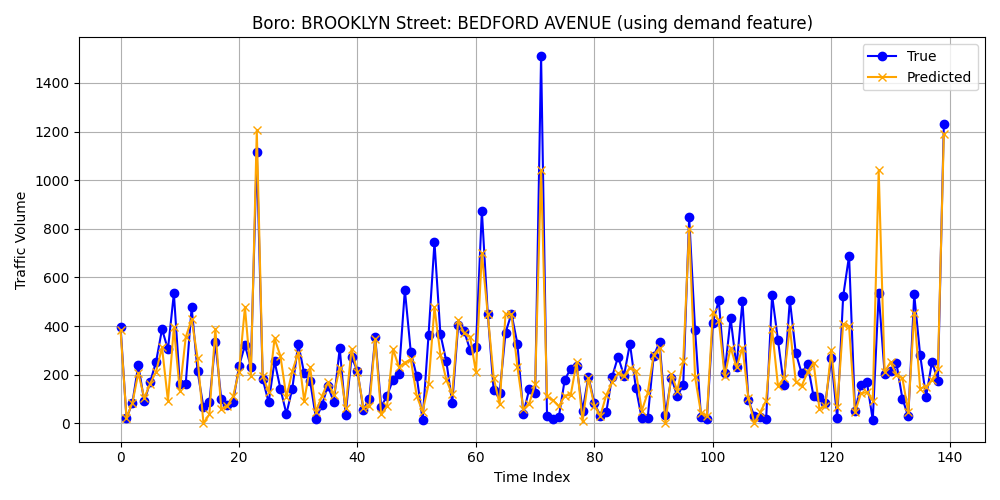 Boro: BROOKLYN Street: BEDFORD AVENUE (using demand feature)
True
Predicted
Traffic Volume
1400
1200
1000
800
600
400
200
0
0 20 40 60 80 100 120 140
Time Index